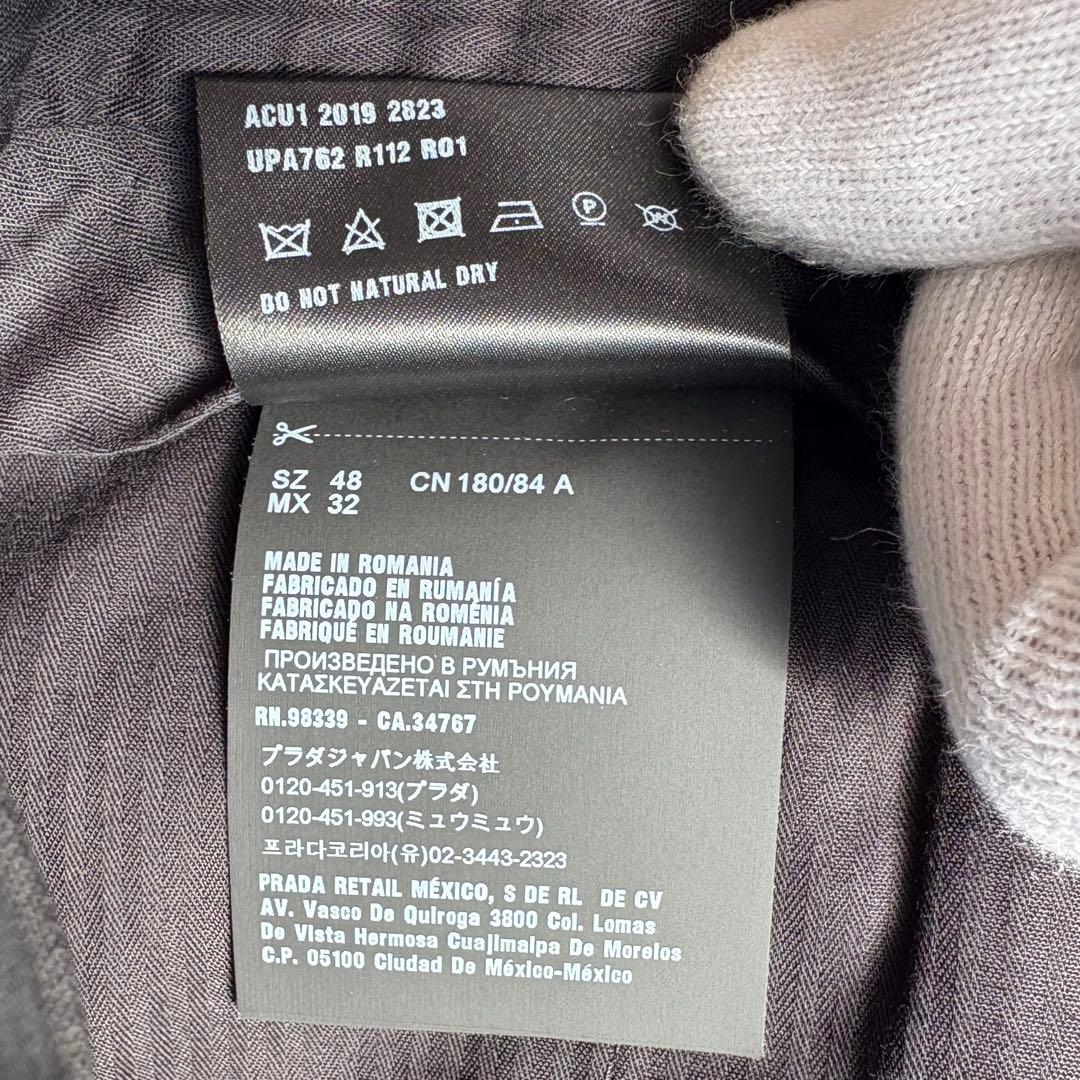 ACU1 2019 2823
UPA762 R112 R01
P
W
DO NOT NATURAL DRY
SZ 48 CN 180/84 A
MX 32
MADE IN ROMANIA
FABRICADO EN RUMANÍA
FABRICADO NA ROMÉNIA
FABRIQUÉ EN ROUMANIE
ПРОИЗВЕДЕНО В РУМЪНИЯ
ΚΑΤΑΣΚΕΥΑΖΕΤΑΙ ΣΤΗ ΡΟΥΜΑΝΙΑ
RN.98339 - CA.34767
プラダジャパン株式会社
0120-451-913(プラダ)
0120-451-993(ミュウミュウ)
프라다코리아(유)02-3443-2323
PRADA RETAIL MÉXICO, S DE RL DE CV
AV. Vasco De Quiroga 3800 Col. Lomas
De Vista Hermosa Cuajimalpa De Morelos
C.P. 05100 Ciudad De México-México